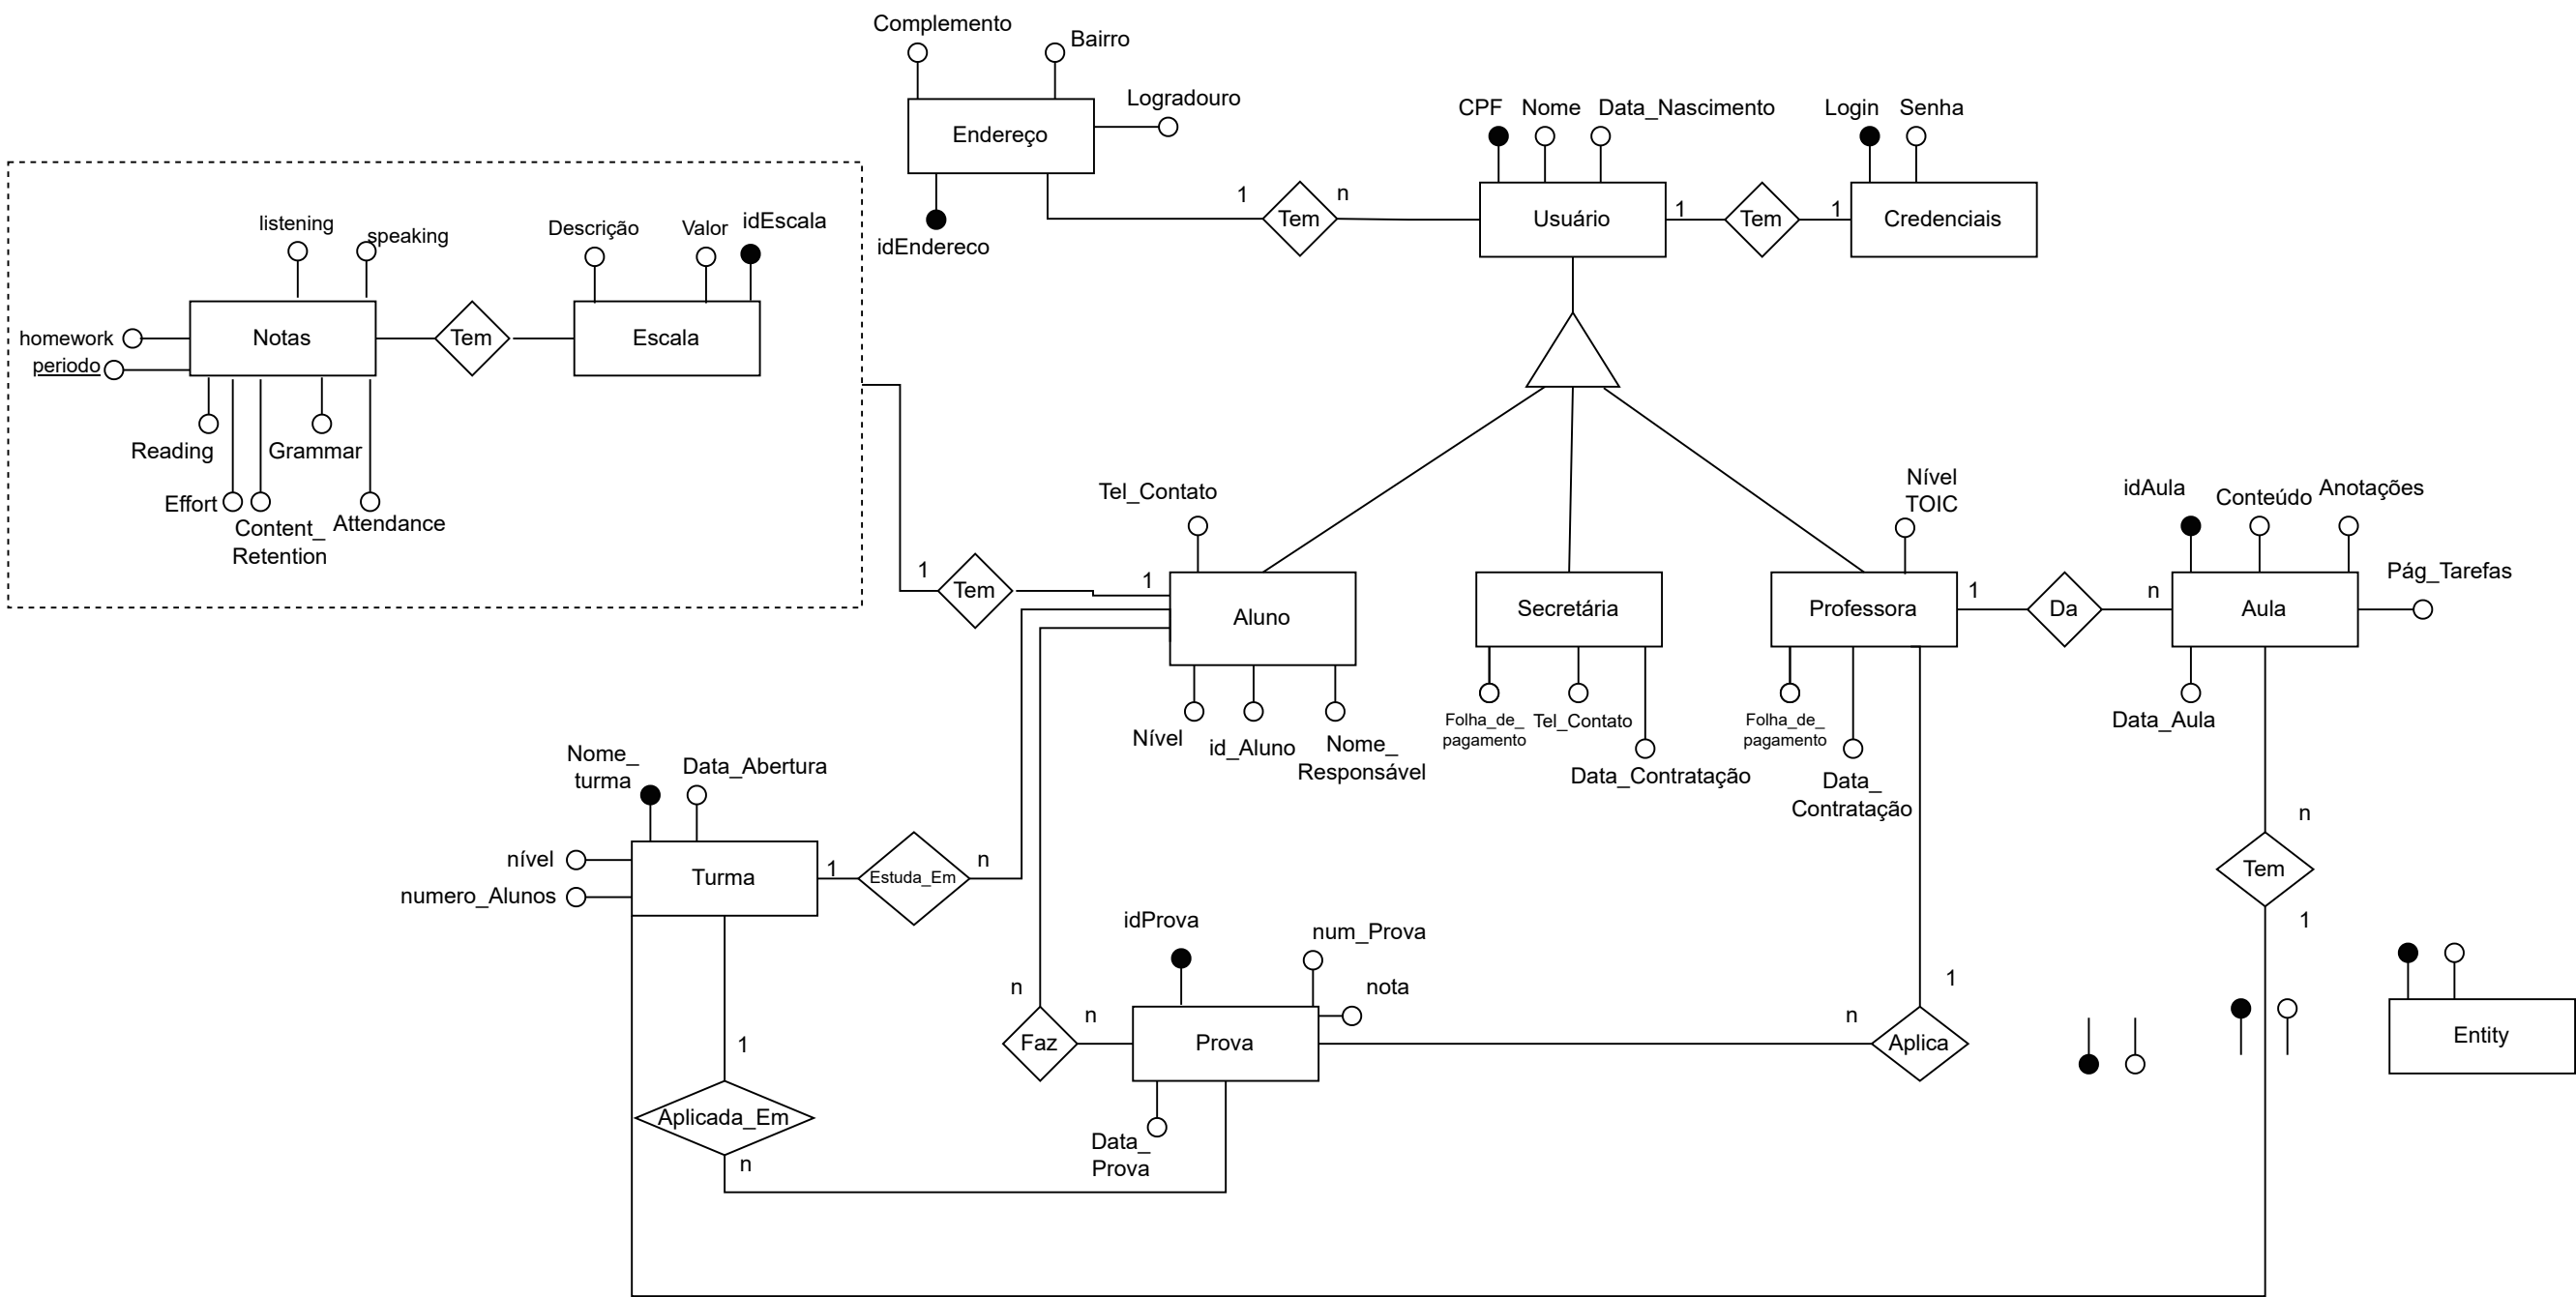 Complemento
Bairro
Logradouro
Endereço
idEndereco
1
Tem
n
CPF
Nome
Data_Nascimento
Usuário
1
Tem
1
Login
Senha
Credenciais
listening
speaking
homework
periodo
Notas
Reading
Effort
Content_
Retention
Grammar
Attendance
Tem
Descrição
Valor
idEscala
Escala
1
Tem
1
Tel_Contato
Aluno
Nível
id_Aluno
Nome_
Responsável
Secretária
Folha_de_
pagamento
Tel_Contato
Data_Contratação
Nível
TOIC
Professora
Folha_de_
pagamento
Data_
Contratação
1
Da
n
idAula
Conteúdo
Anotações
Pág_Tarefas
Aula
Data_Aula
Nome_
turma
Data_Abertura
nível
numero_Alunos
Turma
1
Estuda_Em
n
n
Tem
1
idProva
num_Prova
nota
n
Faz
n
Prova
Data_
Prova
n
Aplica
1
1
Aplicada_Em
n
Entity